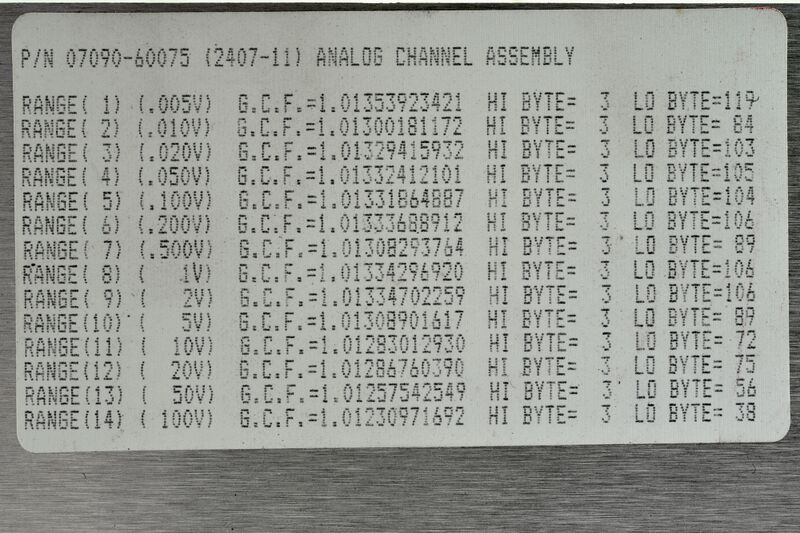 P/N 07090-60075 (2407-11) ANALOG CHANNEL ASSEMBLY
RANGE( 1) (.005V) G.C.F.=1.01353923421 HI BYTE= 3 LO BYTE=119
RANGE( 2) (.010V) G.C.F.=1.01300181172 HI BYTE= 3 LO BYTE= 84
RANGE( 3) (.020V) G.C.F.=1.01329415932 HI BYTE= 3 LO BYTE=103
RANGE( 4) (.050V) G.C.F.=1.01332412101 HI BYTE= 3 LO BYTE=105
RANGE( 5) (.100V) G.C.F.=1.01331864887 HI BYTE= 3 LO BYTE=104
RANGE( 6) (.200V) G.C.F.=1.01333688912 HI BYTE= 3 LO BYTE=106
RANGE( 7) (.500V) G.C.F.=1.01308293764 HI BYTE= 3 LO BYTE= 89
RANGE( 8) (   1V) G.C.F.=1.01334296920 HI BYTE= 3 LO BYTE=106
RANGE( 9) (   2V) G.C.F.=1.01334702259 HI BYTE= 3 LO BYTE=106
RANGE(10) (   5V) G.C.F.=1.01308901617 HI BYTE= 3 LO BYTE= 89
RANGE(11) (  10V) G.C.F.=1.01283012930 HI BYTE= 3 LO BYTE= 72
RANGE(12) (  20V) G.C.F.=1.01286760390 HI BYTE= 3 LO BYTE= 75
RANGE(13) (  50V) G.C.F.=1.01257542549 HI BYTE= 3 LO BYTE= 56
RANGE(14) ( 100V) G.C.F.=1.01230971692 HI BYTE= 3 LO BYTE= 38